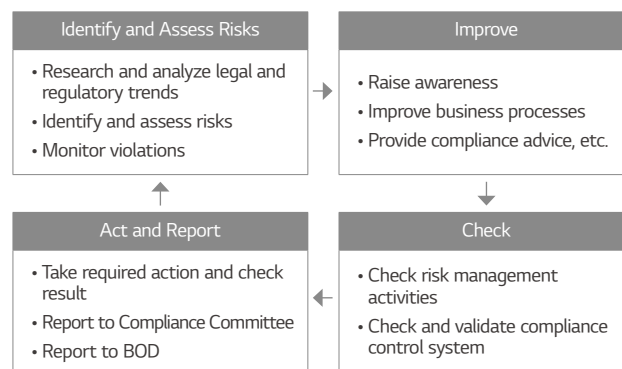 Identify and Assess Risks
• Research and analyze legal and
regulatory trends
• Identify and assess risks
• Monitor violations
Improve
• Raise awareness
• Improve business processes
• Provide compliance advice, etc.
Act and Report
• Take required action and check
result
• Report to Compliance Committee
• Report to BOD
Check
• Check risk management
activities
• Check and validate compliance
control system